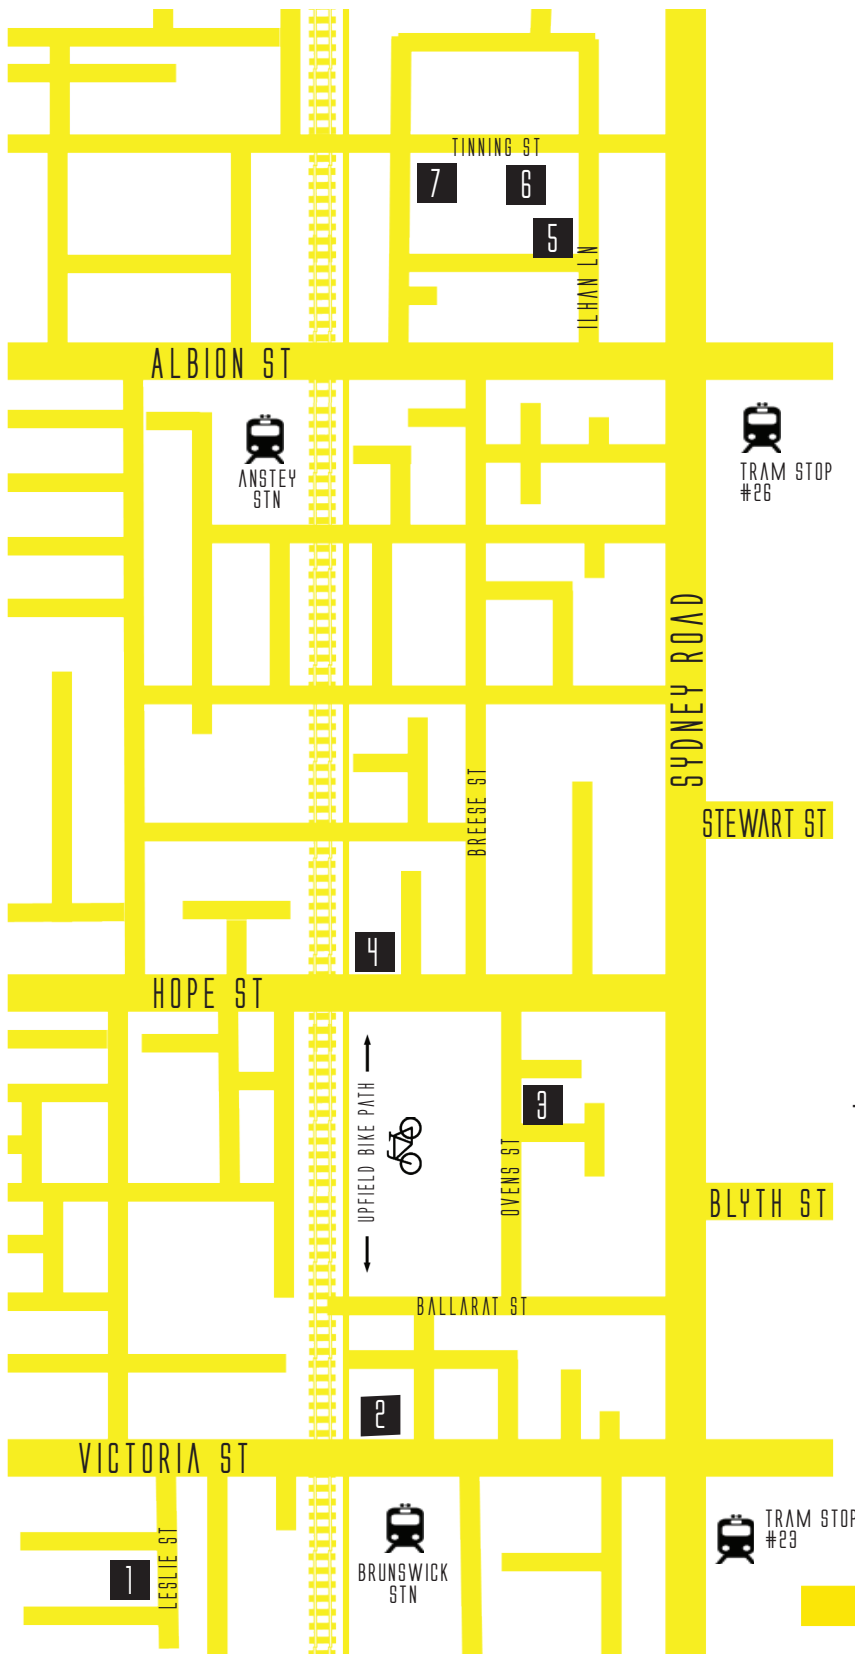 TINNING ST
7
6
5
ILHAN LN
ALBION ST
ANSTEY
STN
TRAM STOP
#26
SYDNEY ROAD
BREESE ST
STEWART ST
4
HOPE ST
UPFIELD BIKE PATH
3
OVENS ST
BLYTH ST
BALLARAT ST
2
VICTORIA ST
LESLIE ST
1
BRUNSWICK
STN
TRAM STOP
#23